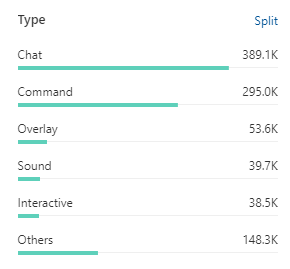 Type Split
Chat 389.1K
Command 295.0K
Overlay 53.6K
Sound 39.7K
Interactive 38.5K
Others 148.3K